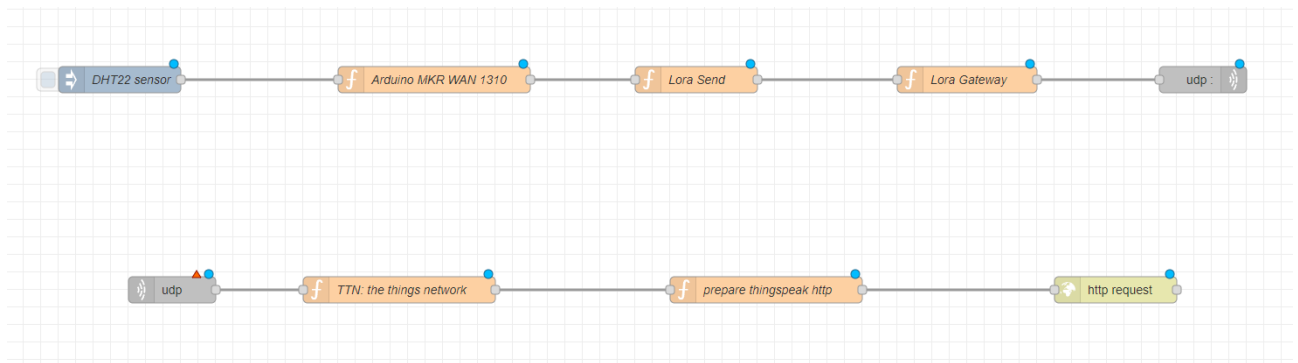 DHT22 sensor
Arduino MKR WAN 1310
Lora Send
Lora Gateway
udp :
udp
TTN: the things network
prepare thingspeak http
http request